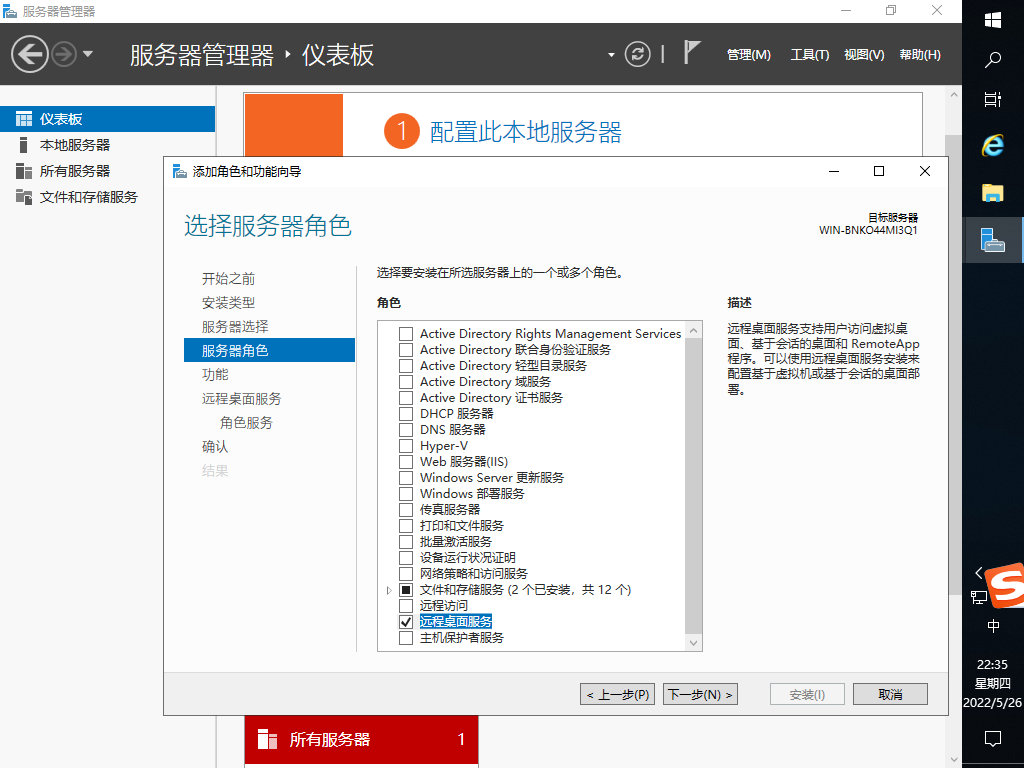 服务器管理器
服务器管理器 · 仪表板
管理(M) 工具(T) 视图(V) 帮助(H)
仪表板
本地服务器
所有服务器
文件和存储服务
1 配置此本地服务器
添加角色和功能向导
选择服务器角色
目标服务器
WIN-BNKO44MI3Q1
开始之前
安装类型
服务器选择
服务器角色
功能
远程桌面服务
角色服务
确认
结果
选择要安装在所选服务器上的一个或多个角色。
角色
Active Directory Rights Management Services
Active Directory 联合身份验证服务
Active Directory 轻型目录服务
Active Directory 域服务
Active Directory 证书服务
DHCP 服务器
DNS 服务器
Hyper-V
Web 服务器(IIS)
Windows Server 更新服务
Windows 部署服务
传真服务器
打印和文件服务
批量激活服务
设备运行状况证明
网络策略和访问服务
文件和存储服务 (2 个已安装，共 12 个)
远程访问
远程桌面服务
主机保护者服务
描述
远程桌面服务支持用户访问虚拟桌
面、基于会话的桌面和 RemoteApp
程序。可以使用远程桌面服务安装来
配置基于虚拟机或基于会话的桌面部
署。
< 上一步(P) 下一步(N) > 安装(I) 取消
所有服务器 1
中
22:35
星期四
2022/5/26